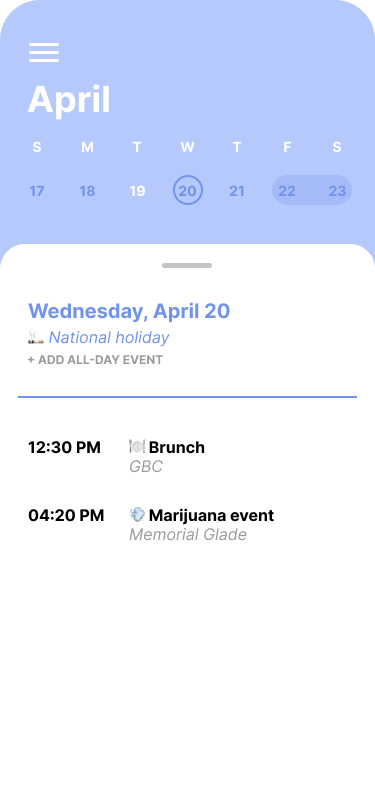 April
S M T W T F S
17 18 19 20 21 22 23
Wednesday, April 20
🚬 National holiday
+ ADD ALL-DAY EVENT
12:30 PM 🍽️ Brunch
GBC
04:20 PM 💨 Marijuana event
Memorial Glade